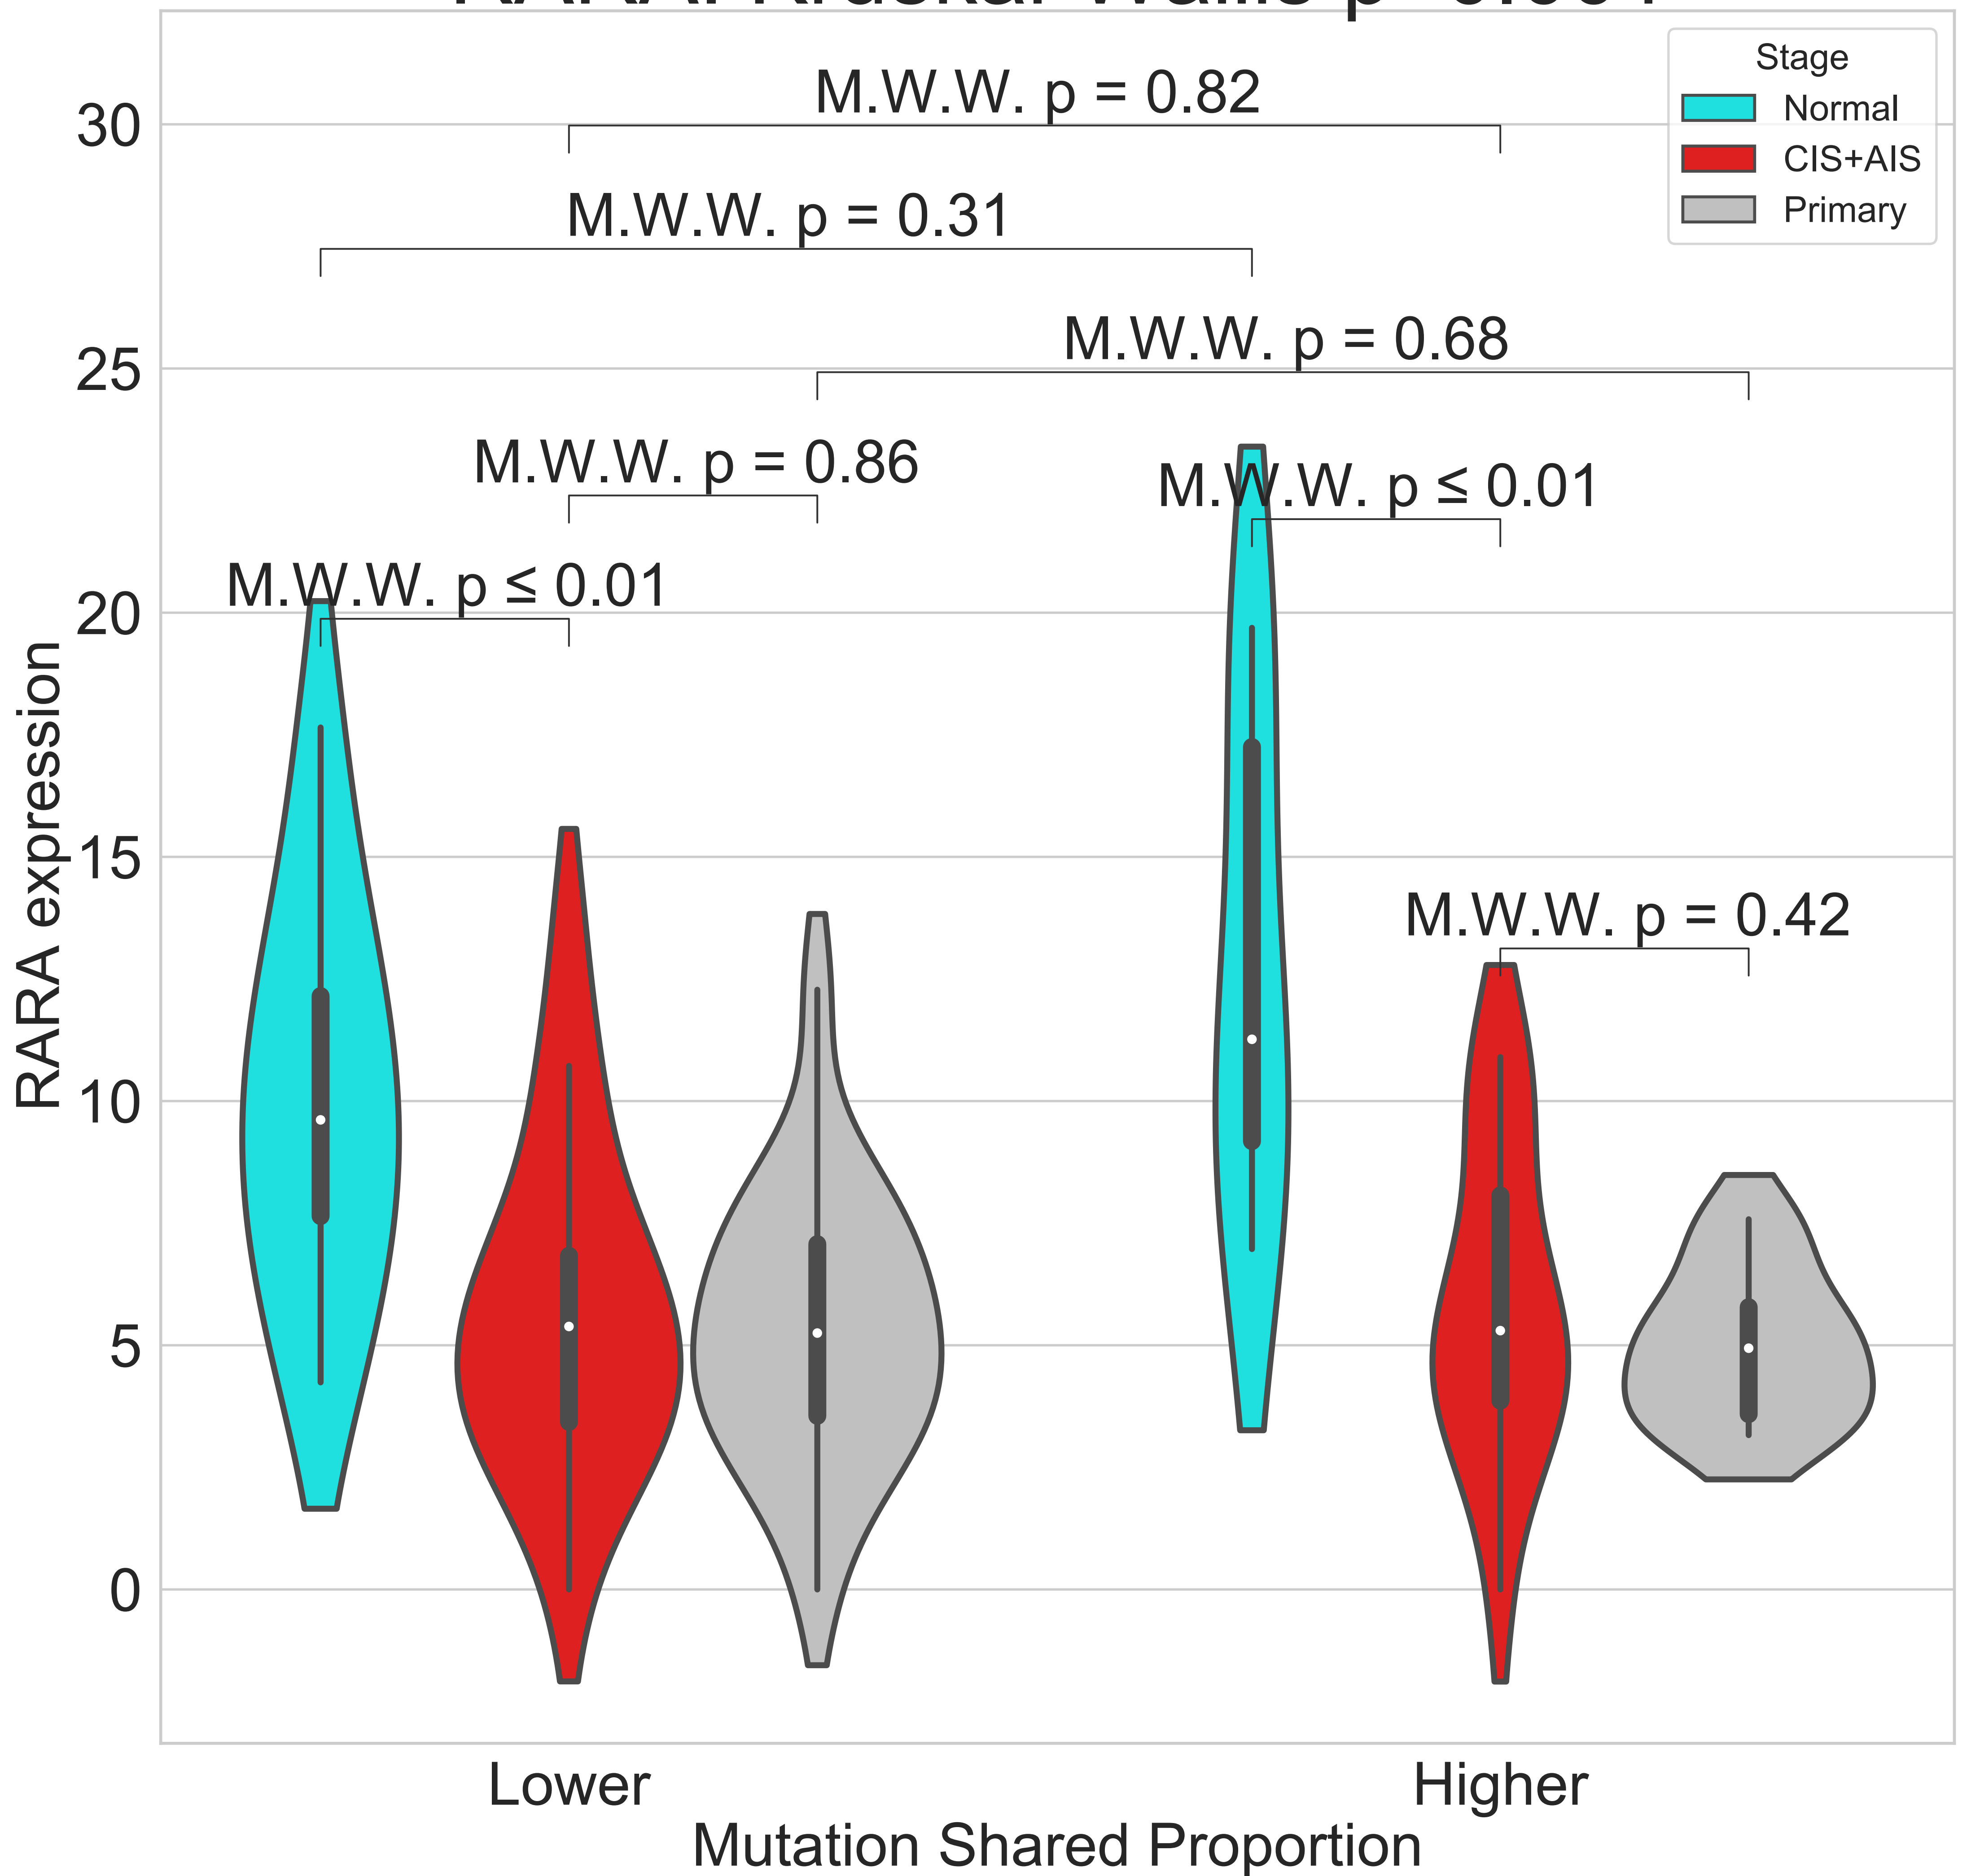 Stage
Normal
CIS+AIS
Primary
M.W.W. p = 0.82
M.W.W. p = 0.31
M.W.W. p = 0.68
M.W.W. p = 0.86
M.W.W. p ≤ 0.01
M.W.W. p ≤ 0.01
M.W.W. p = 0.42
30
25
20
15
10
5
0
RARA expression
Lower
Higher
Mutation Shared Proportion